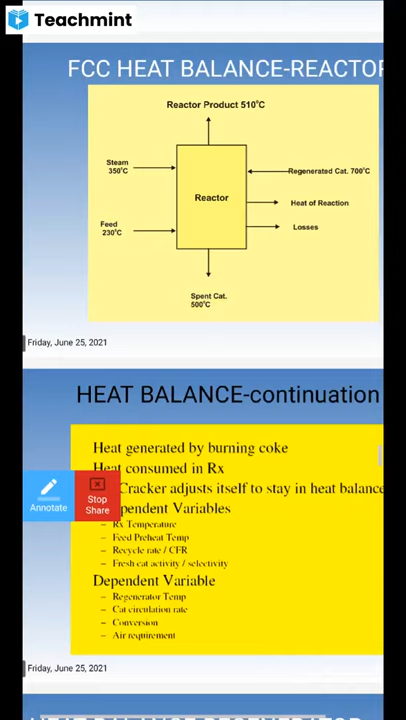 Teachmint
FCC HEAT BALANCE-REACTOR
Reactor Product 510°C
Steam
350°C
Regenerated Cat. 700°C
Reactor
Heat of Reaction
Feed
230°C
Losses
Spent Cat.
500°C
Friday, June 25, 2021
HEAT BALANCE-continuation
Heat generated by burning coke
Heat consumed in Rx
Cracker adjusts itself to stay in heat balance
Annotate
Stop
Share
pendent Variables
– Rx Temperature
– Feed Preheat Temp
– Recycle rate / CFR
– Fresh cat activity / selectivity
Dependent Variable
– Regenerator Temp
– Cat circulation rate
– Conversion
– Air requirement
Friday, June 25, 2021